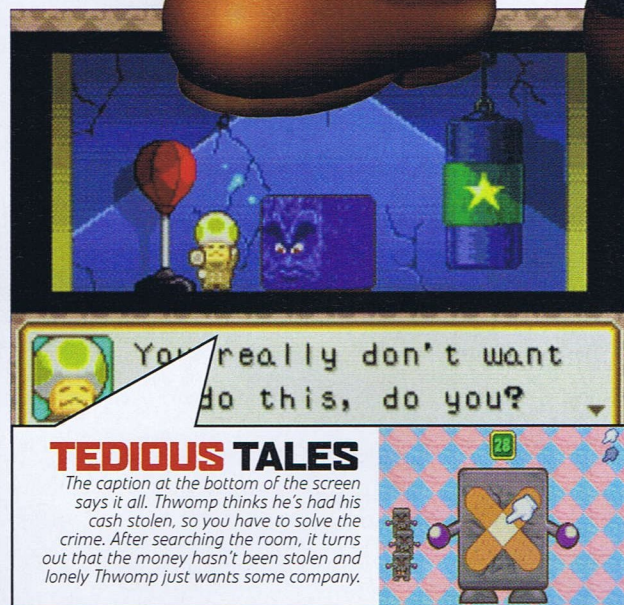 You really don't want
do this, do you?
TEDIOUS TALES
The caption at the bottom of the screen
says it all. Thwomp thinks he's had his
cash stolen, so you have to solve the
crime. After searching the room, it turns
out that the money hasn't been stolen and
lonely Thwomp just wants some company.
28